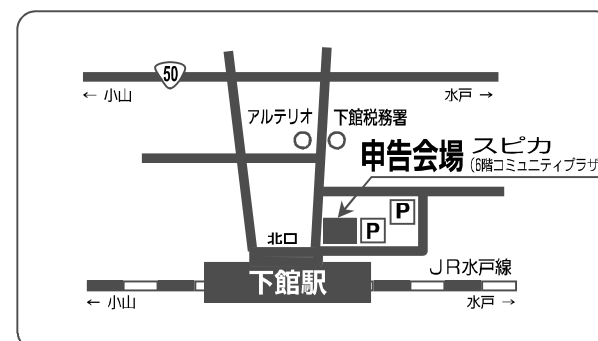 50
← 小山
水戸 →
アルテリオ
下館税務署
申告会場 スピカ
(6階コミュニティプラザ
P
P
北口
JR水戸線
下館駅
← 小山
水戸 →